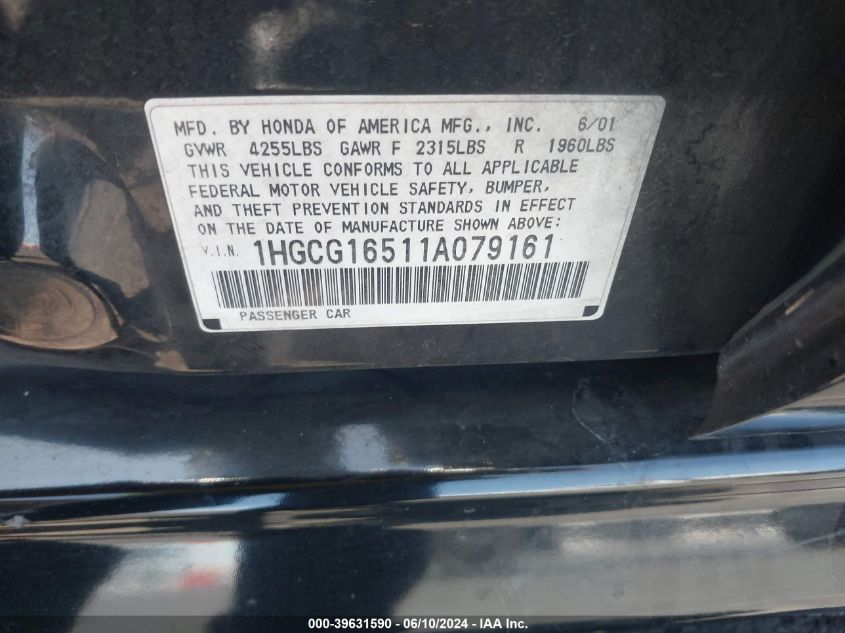 MFD. BY HONDA OF AMERICA MFG., INC. 6/01
GVWR 4255LBS GAWR F 2315LBS R 1960LBS
THIS VEHICLE CONFORMS TO ALL APPLICABLE
FEDERAL MOTOR VEHICLE SAFETY, BUMPER,
AND THEFT PREVENTION STANDARDS IN EFFECT
ON THE DATE OF MANUFACTURE SHOWN ABOVE:
V.I.N. 1HGCG16511A079161
PASSENGER CAR
000-39631590 - 06/10/2024 - IAA Inc.